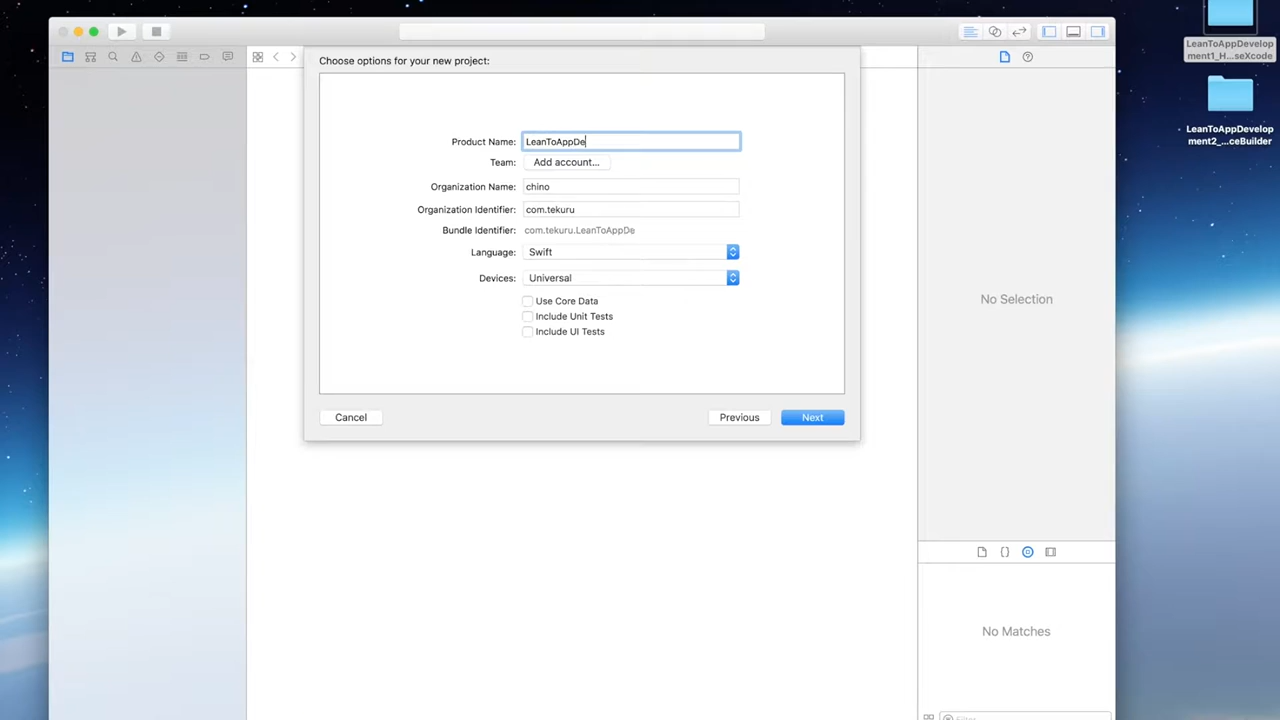 LeanToAppDevelop
ment1_H...seXcode
LeanToAppDevelop
ment2_...ceBuilder
Choose options for your new project:
Product Name: LeanToAppDe
Team: Add account...
Organization Name: chino
Organization Identifier: com.tekuru
Bundle Identifier: com.tekuru.LeanToAppDe
Language: Swift
Devices: Universal
Use Core Data
Include Unit Tests
Include UI Tests
Cancel
Previous
Next
No Selection
No Matches
Filter